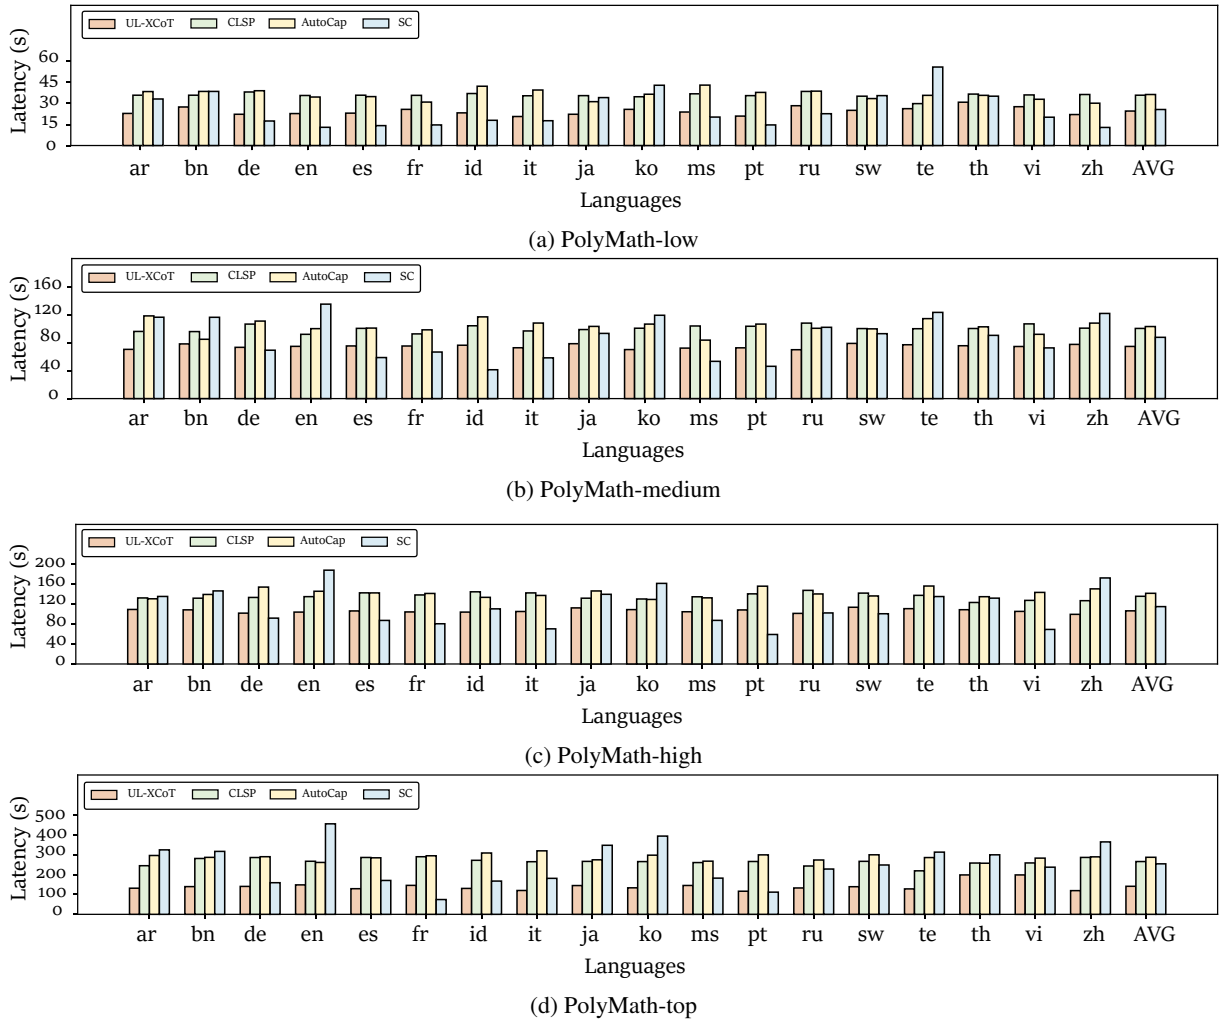 UL-XCoT CLSP AutoCap SC
Latency (s)
60
45
30
15
0
ar bn de en es fr id it ja ko ms pt ru sw te th vi zh AVG
Languages
(a) PolyMath-low
UL-XCoT CLSP AutoCap SC
Latency (s)
160
120
80
40
0
ar bn de en es fr id it ja ko ms pt ru sw te th vi zh AVG
Languages
(b) PolyMath-medium
UL-XCoT CLSP AutoCap SC
Latency (s)
200
160
120
80
40
0
ar bn de en es fr id it ja ko ms pt ru sw te th vi zh AVG
Languages
(c) PolyMath-high
UL-XCoT CLSP AutoCap SC
Latency (s)
500
400
300
200
100
0
ar bn de en es fr id it ja ko ms pt ru sw te th vi zh AVG
Languages
(d) PolyMath-top